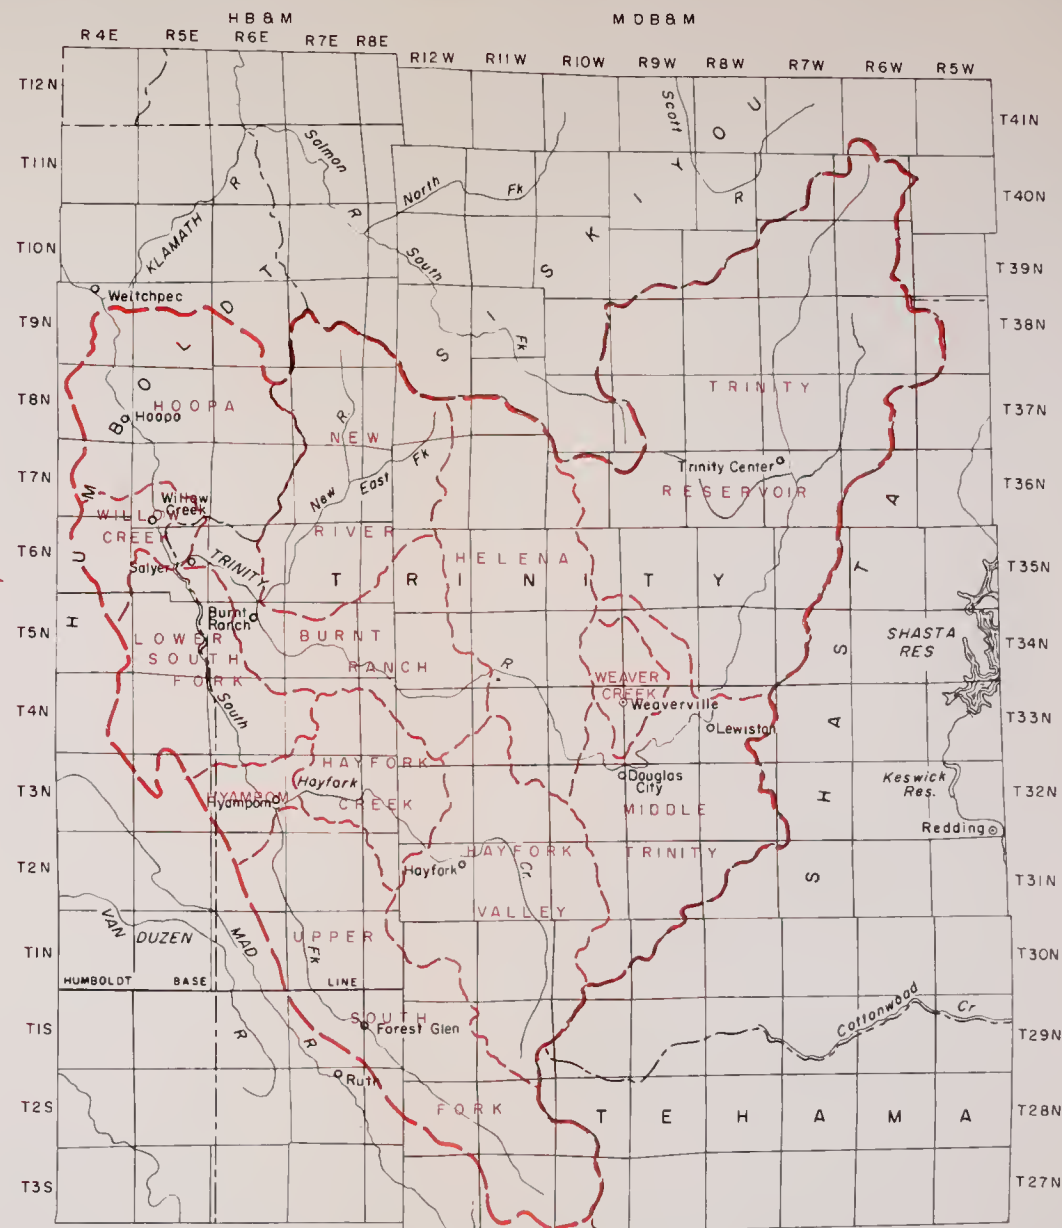 HB & M
MDB & M
R4E R5E R6E R7E R8E
R12W R11W R10W R9W R8W R7W R6W R5W
T12N
T11N
T10N
T9N
T8N
T7N
T6N
T5N
T4N
T3N
T2N
T1N
T1S
T2S
T3S
T41N
T40N
T39N
T38N
T37N
T36N
T35N
T34N
T33N
T32N
T31N
T30N
T29N
T28N
T27N
SISKIYOU
HUMBOLDT
TRINITY
SHASTA
TEHAMA
Scott
R
Salmon
R
North Fk
South
Fk
KLAMATH R
Weitchpec
HOOPA
Hoopa
NEW
RIVER
New
R
East Fk
TRINITY
RESERVOIR
Trinity Center
WILLOW
CREEK
Willow
Creek
Salyer
TRINITY
R
HELENA
Burnt
Ranch
BURNT
RANCH
LOWER
SOUTH
FORK
South
WEAVER
CREEK
Weaverville
Lewiston
SHASTA
RES
Keswick
Res.
Redding
Douglas
City
MIDDLE
TRINITY
HAYFORK
CREEK
Hayfork
Cr.
HYAMPOM
Hyampom
Hayfork
HAYFORK
VALLEY
VAN DUZEN
R
MAD
R
UPPER
SOUTH
FORK
Fk
HUMBOLDT BASE LINE
Forest Glen
Ruth
Cottonwood Cr